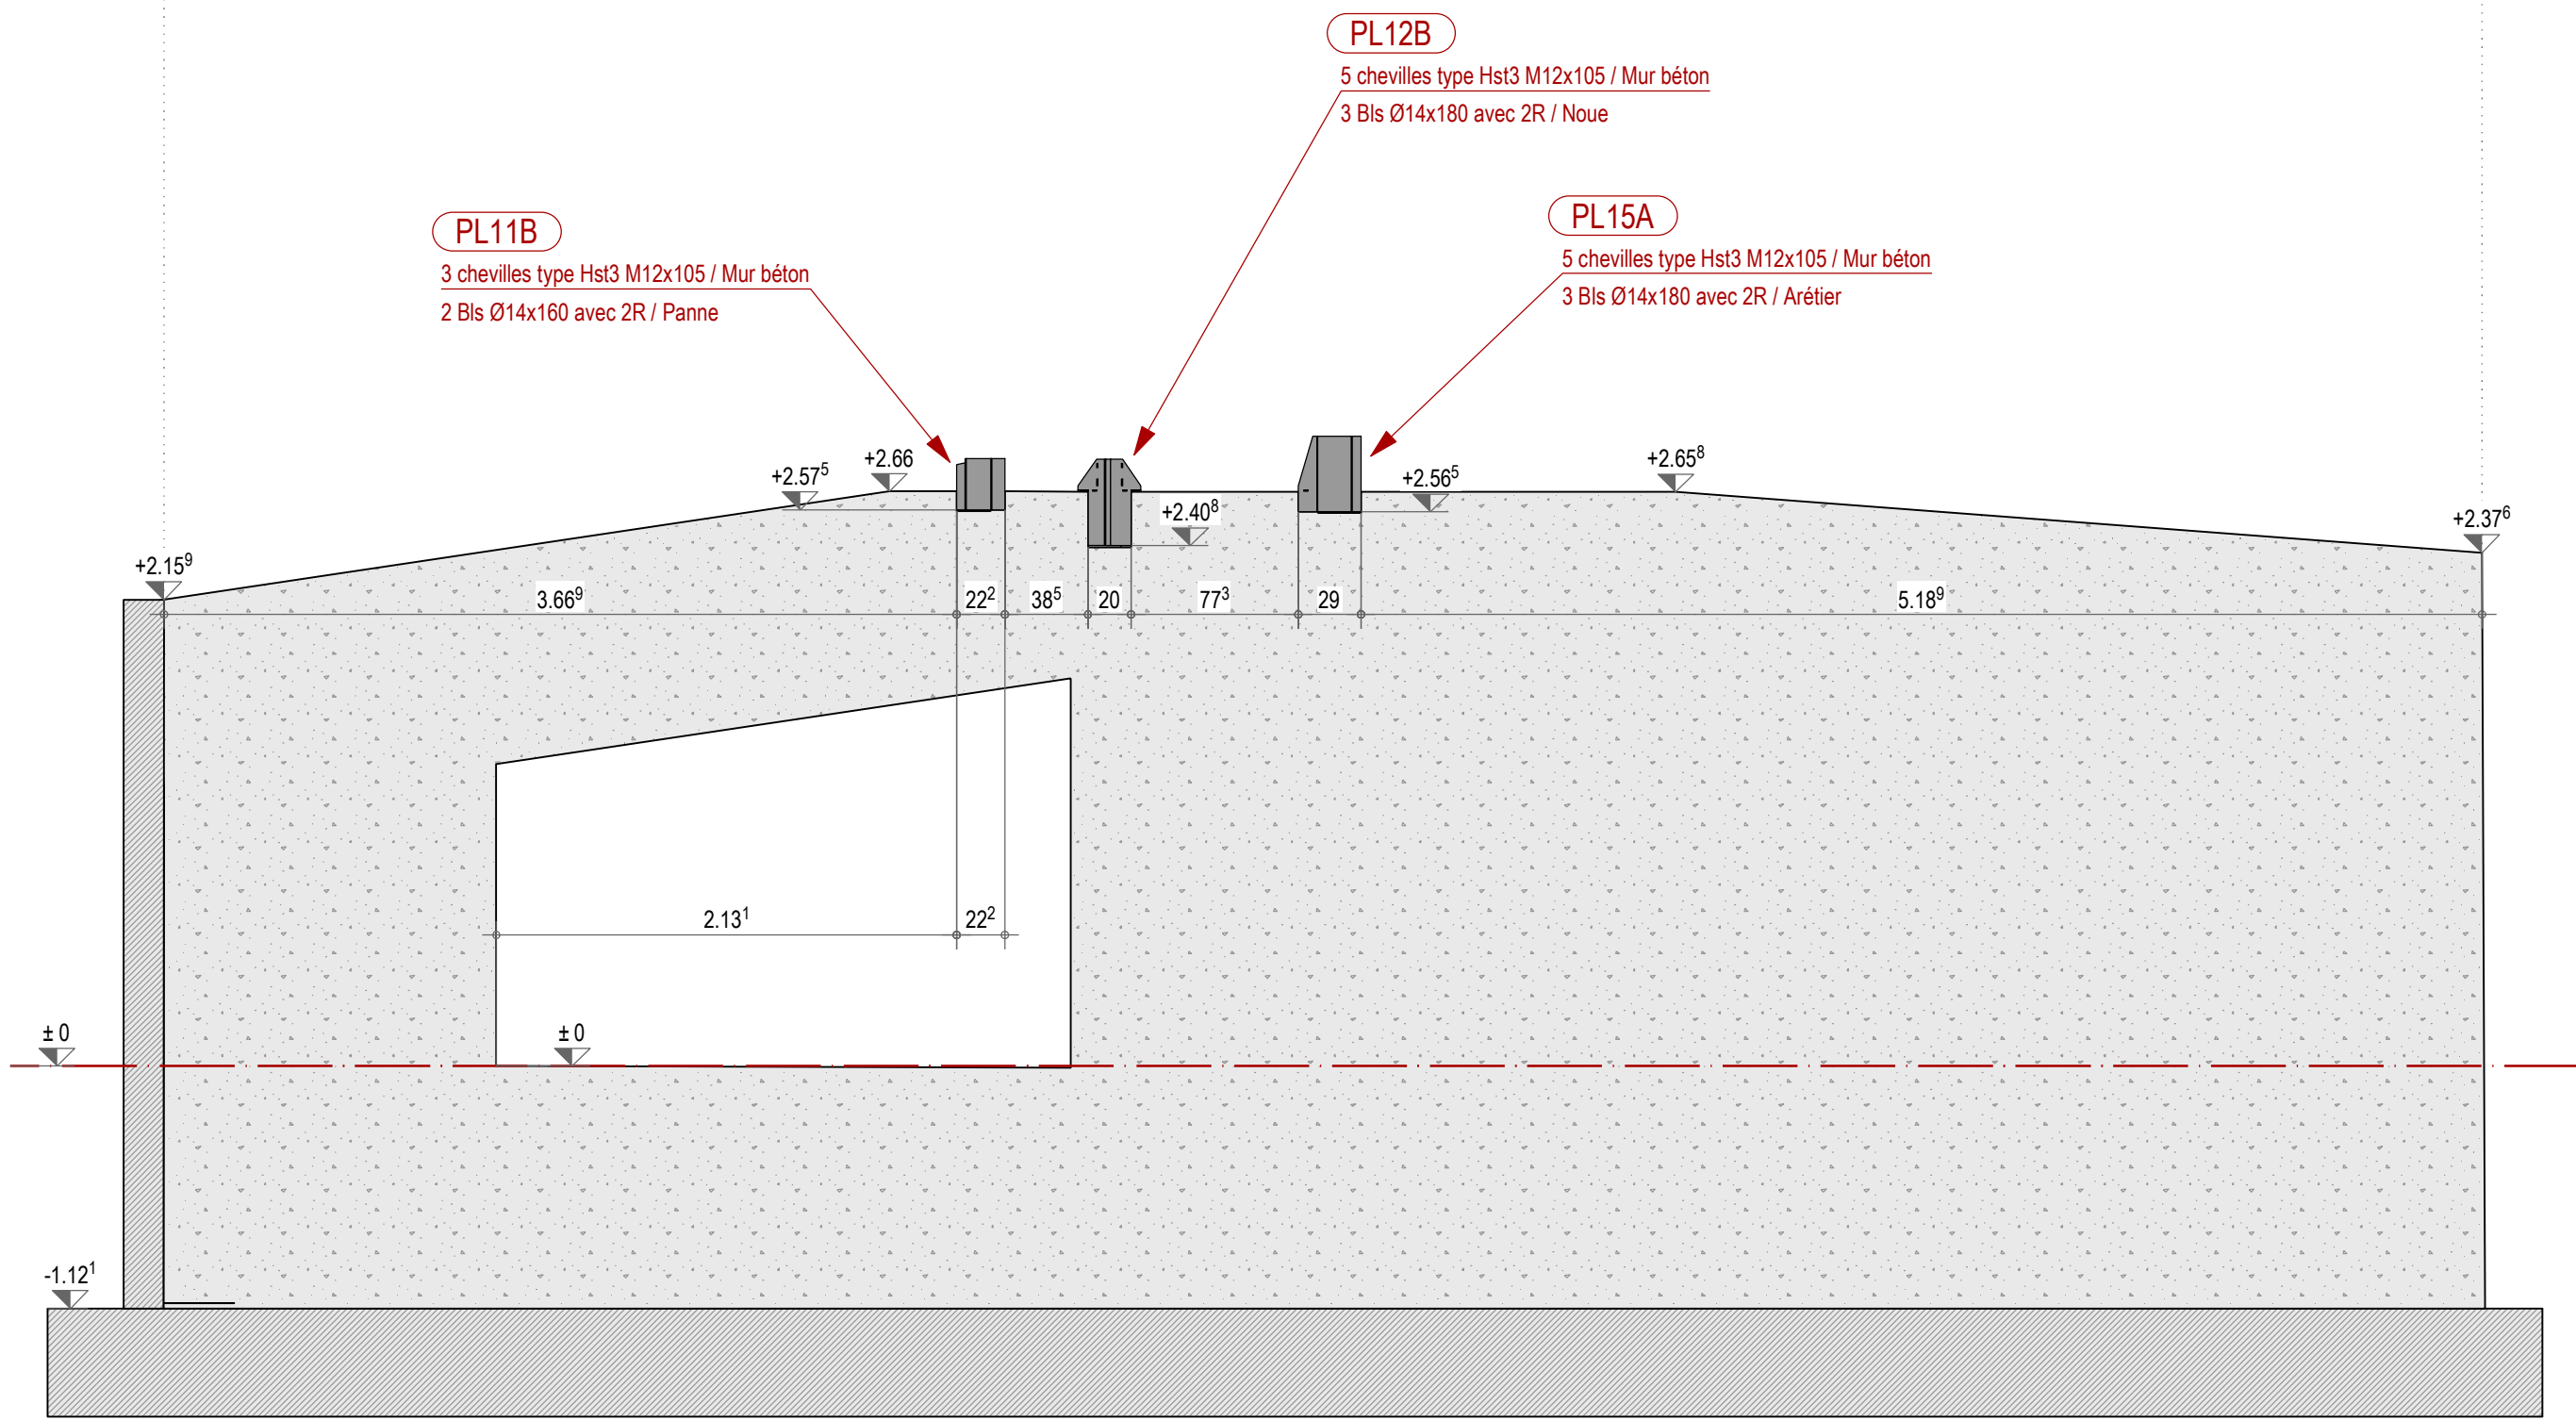 PL12B
5 chevilles type Hst3 M12x105 / Mur béton
3 Bls Ø14x180 avec 2R / Noue
PL15A
5 chevilles type Hst3 M12x105 / Mur béton
3 Bls Ø14x180 avec 2R / Arétier
PL11B
3 chevilles type Hst3 M12x105 / Mur béton
2 Bls Ø14x160 avec 2R / Panne
+2.57⁵
+2.66
+2.56⁵
+2.65⁸
+2.40⁸
+2.37⁶
+2.15⁹
3.66⁹
22²
38⁵
20
77³
29
5.18⁹
2.13¹
22²
± 0
± 0
-1.12¹